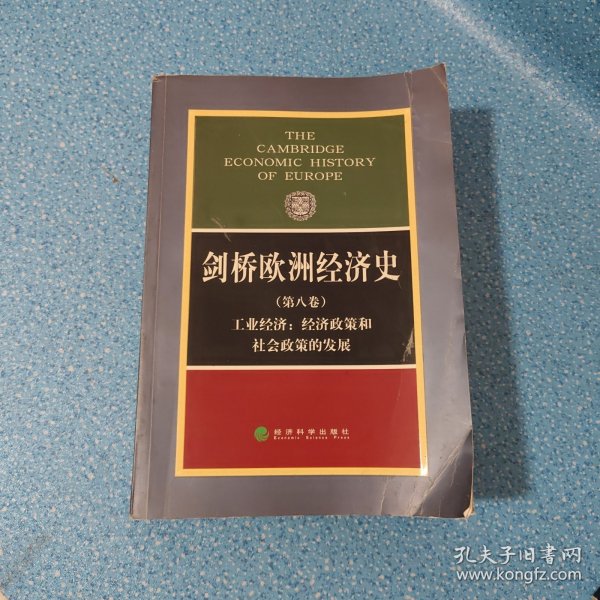 THE
CAMBRIDGE
ECONOMIC HISTORY
OF EUROPE
剑桥欧洲经济史
(第八卷)
工业经济:经济政策和
社会政策的发展
经济科学出版社
Economic Science Press
孔夫子旧书网
www.kongfz.com